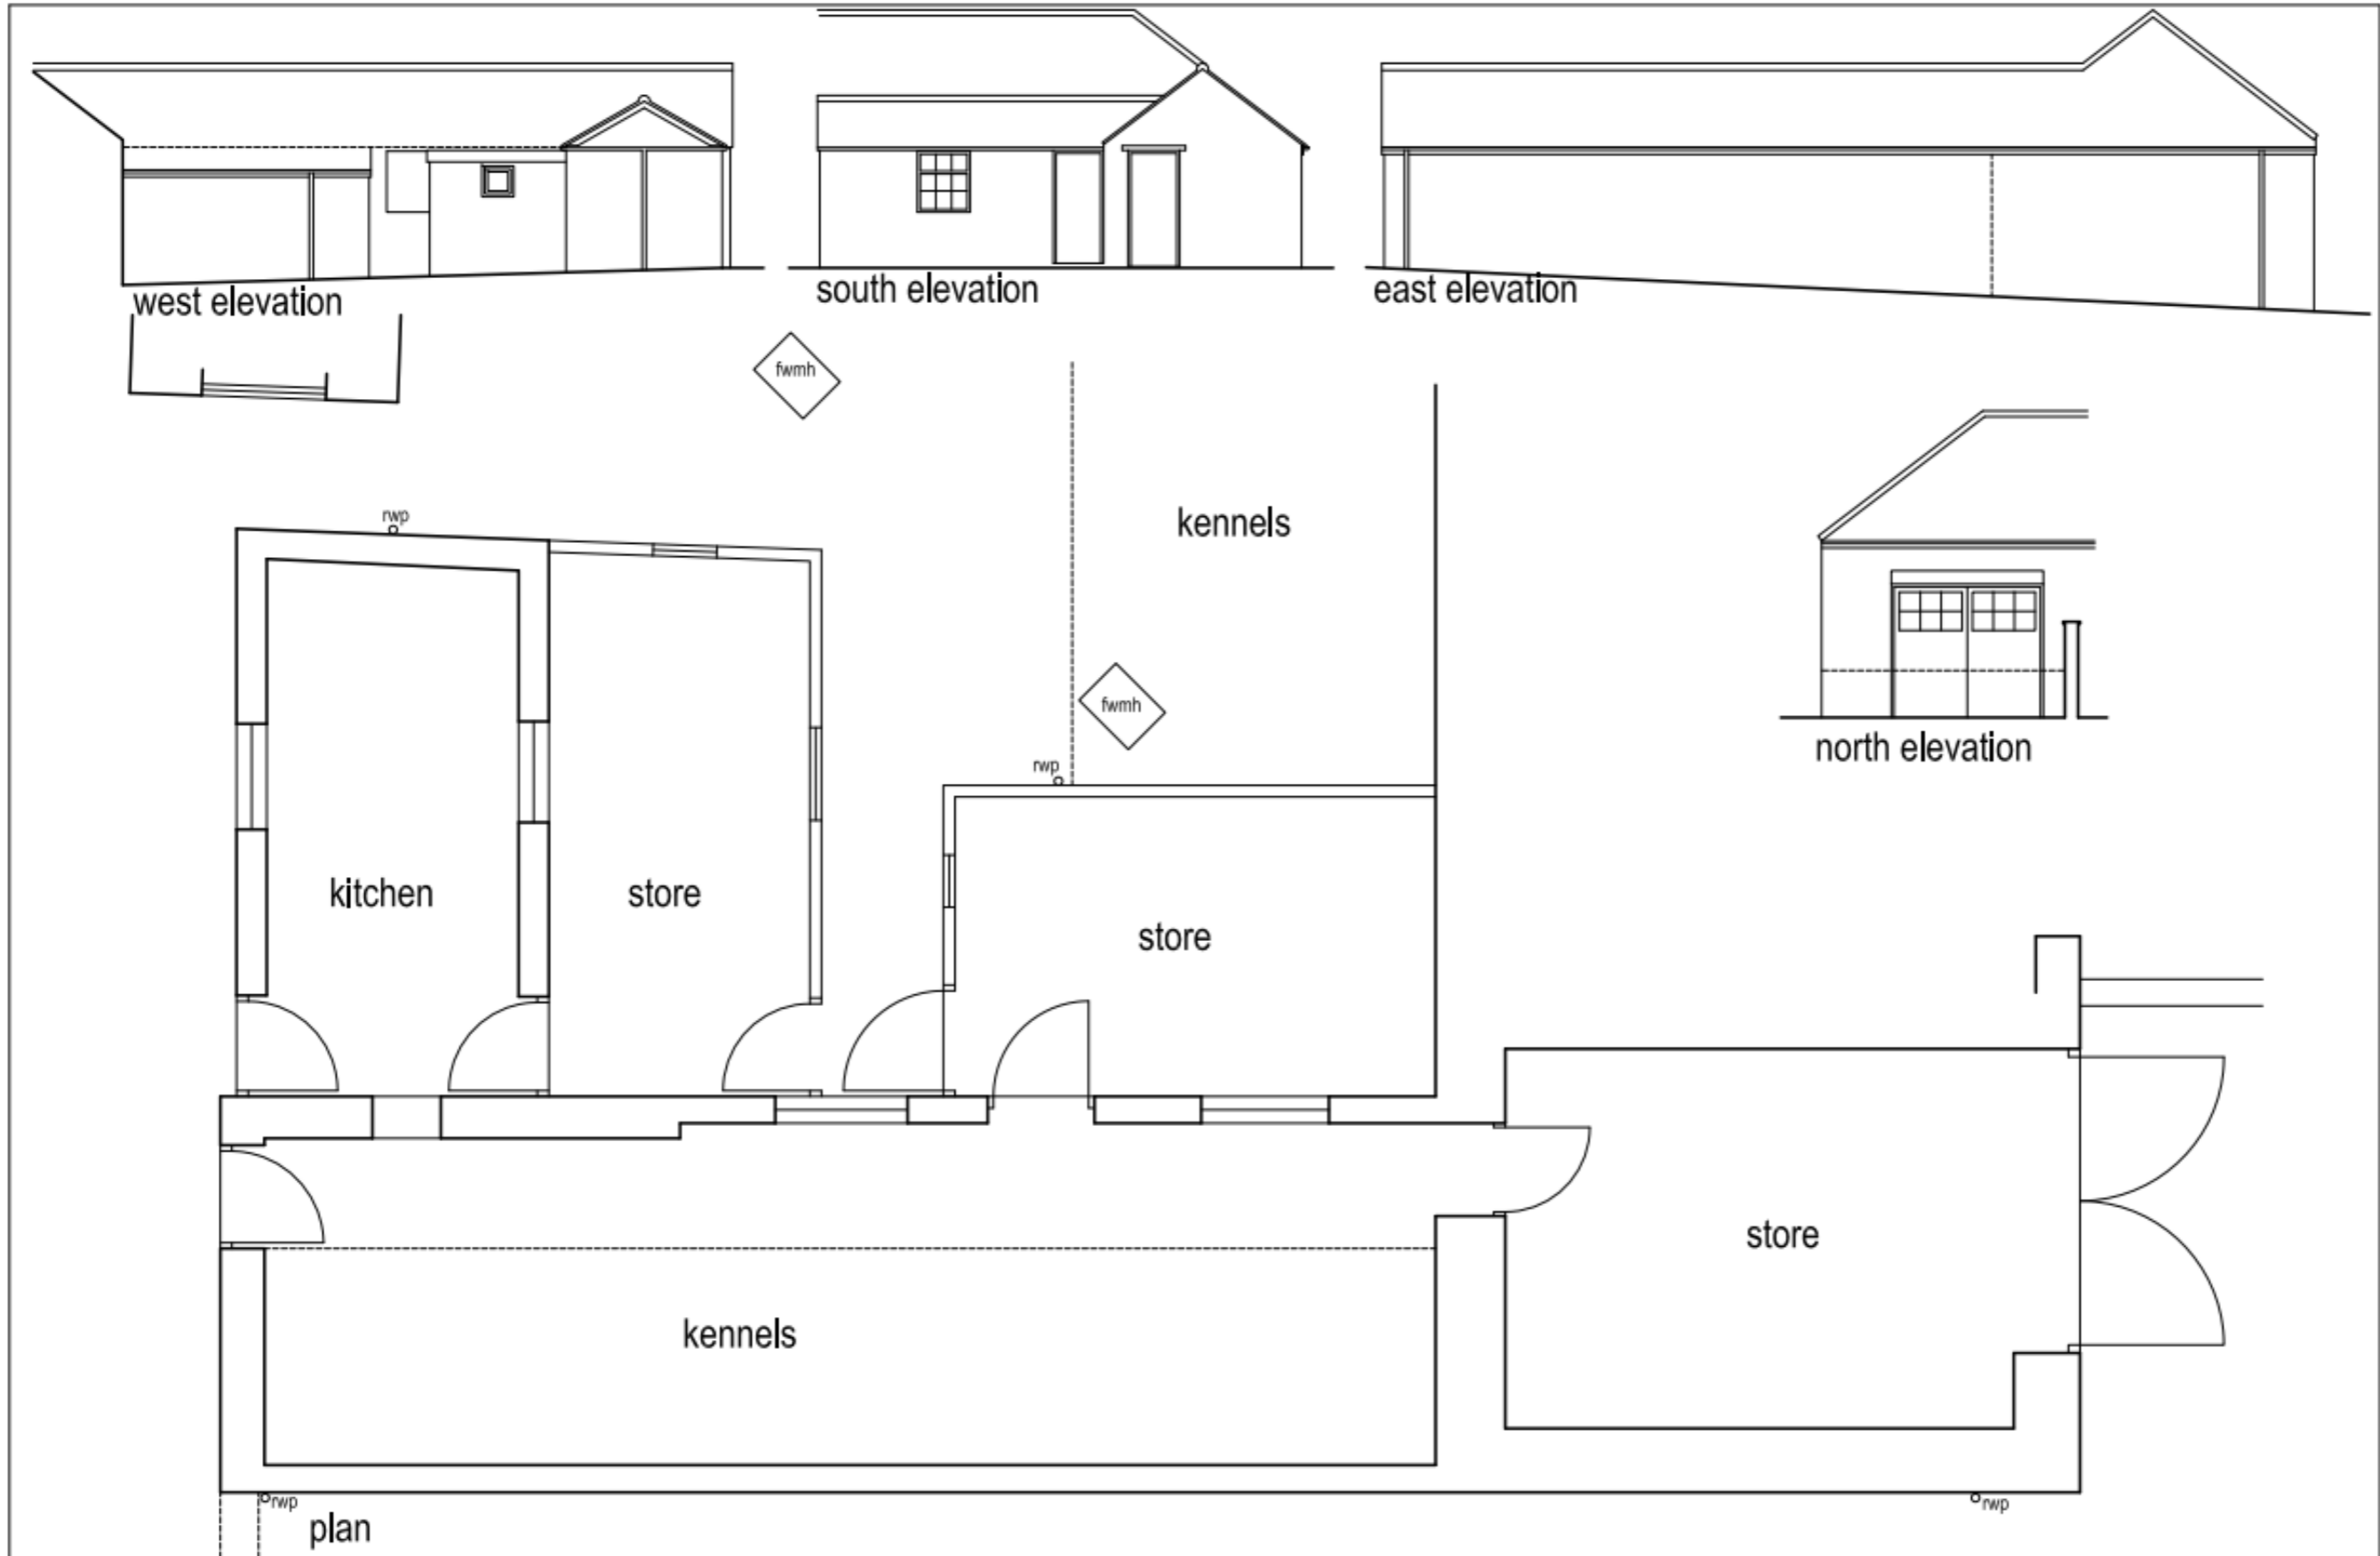 west elevation
south elevation
east elevation
fwmh
kennels
rwp
fwmh
north elevation
rwp
kitchen
store
store
store
kennels
rwp
rwp
plan